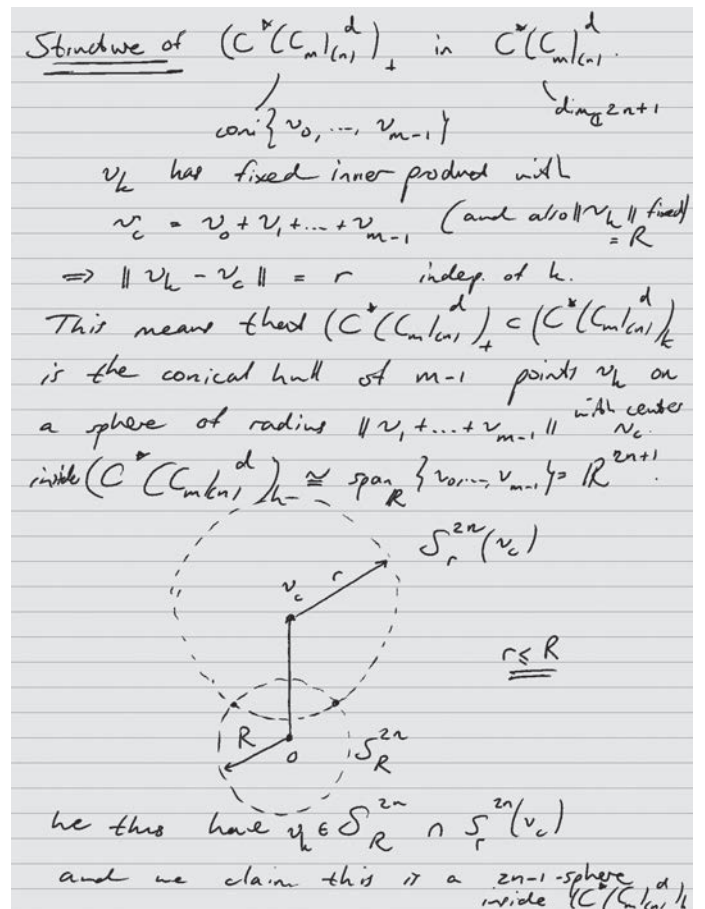 Structure of (C*(C_m)_(n)^d)_+ in C*(C_m)_(n)^d.
coni{v_0, ..., v_{m-1}}
dim_C 2n+1
v_k has fixed inner product with
v_c = v_0 + v_1 + ... + v_{m-1} (and also ||v_k|| fixed)
= R
=> ||v_k - v_c|| = r indep. of k.
This means that (C*(C_m)_(n)^d)_+ ⊂ (C*(C_m)_(n)^d)_h
is the conical hull of m-1 points v_k on
a sphere of radius ||v_1 + ... + v_{m-1}|| with center
v_c
inside (C*(C_m)_(n)^d)_h ≅ span_R {v_0, ..., v_{m-1}} = R^{2n+1}.
S_r^{2n}(v_c)
v_c r
r ≤ R
R
0
S_R^{2n}
we thus have v_k ∈ S_R^{2n} ∩ S_r^{2n}(v_c)
and we claim this is a 2n-1-sphere
inside (C*(C_m)_(n)^d)_h